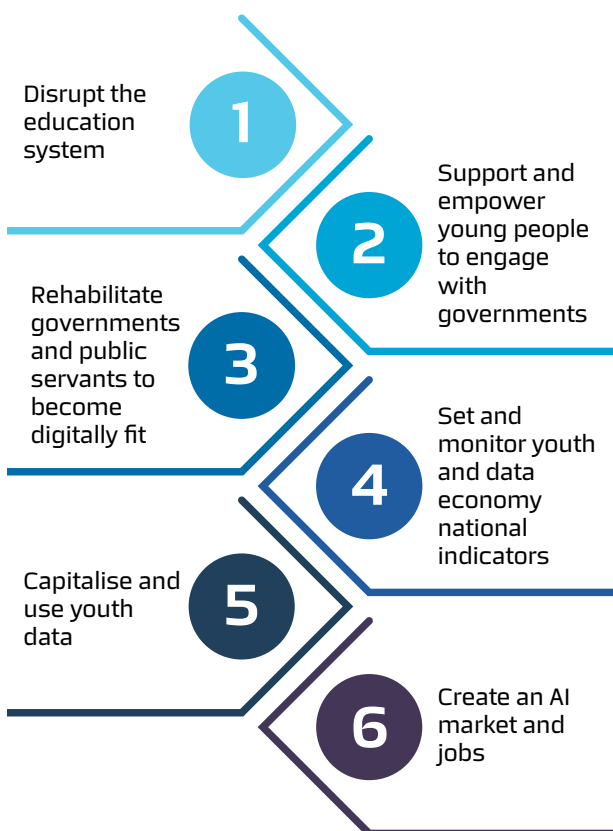 1
Disrupt the
education
system
2
Support and
empower
young people
to engage
with
governments
3
Rehabilitate
governments
and public
servants to
become
digitally fit
4
Set and
monitor youth
and data
economy
national
indicators
5
Capitalise and
use youth
data
6
Create an AI
market and
jobs